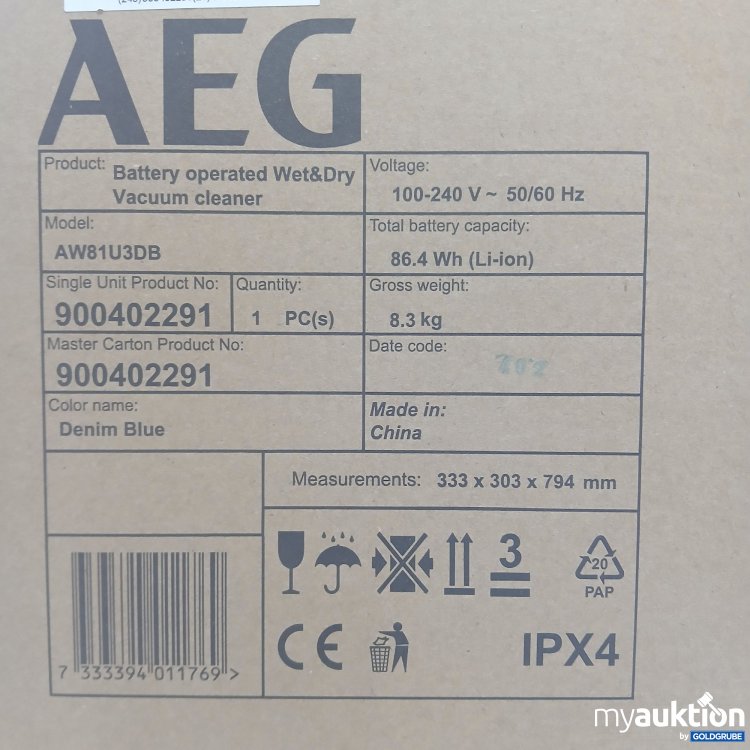 AEG
Product: Battery operated Wet&Dry
Vacuum cleaner
Voltage:
100-240 V ~ 50/60 Hz
Model:
AW81U3DB
Total battery capacity:
86.4 Wh (Li-ion)
Single Unit Product No:
900402291
Quantity:
1 PC(s)
Gross weight:
8.3 kg
Master Carton Product No:
900402291
Date code:
Color name:
Denim Blue
Made in:
China
Measurements: 333 x 303 x 794 mm
3
20
PAP
CE
IPX4
7 333394 011769 >
myauktion
by GOLDGRUBE